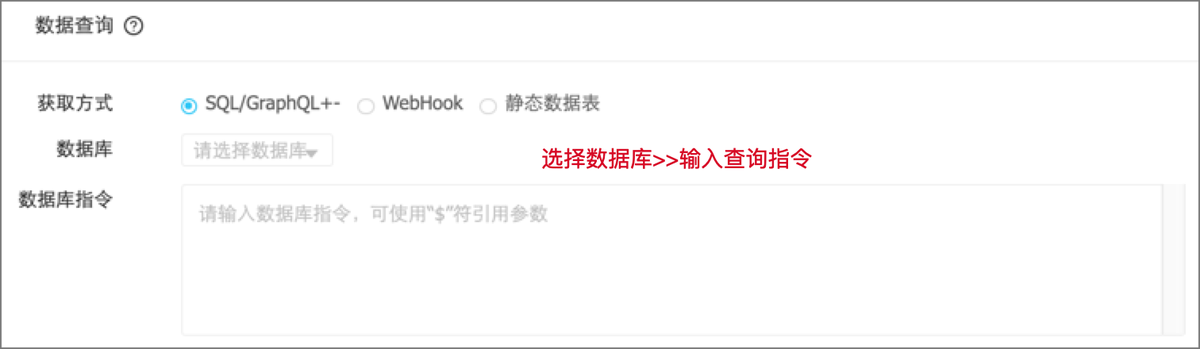 数据查询 ?
获取方式 SQL/GraphQL+- WebHook 静态数据表
数据库 请选择数据库
选择数据库>>输入查询指令
数据库指令
请输入数据库指令，可使用“$”符引用参数